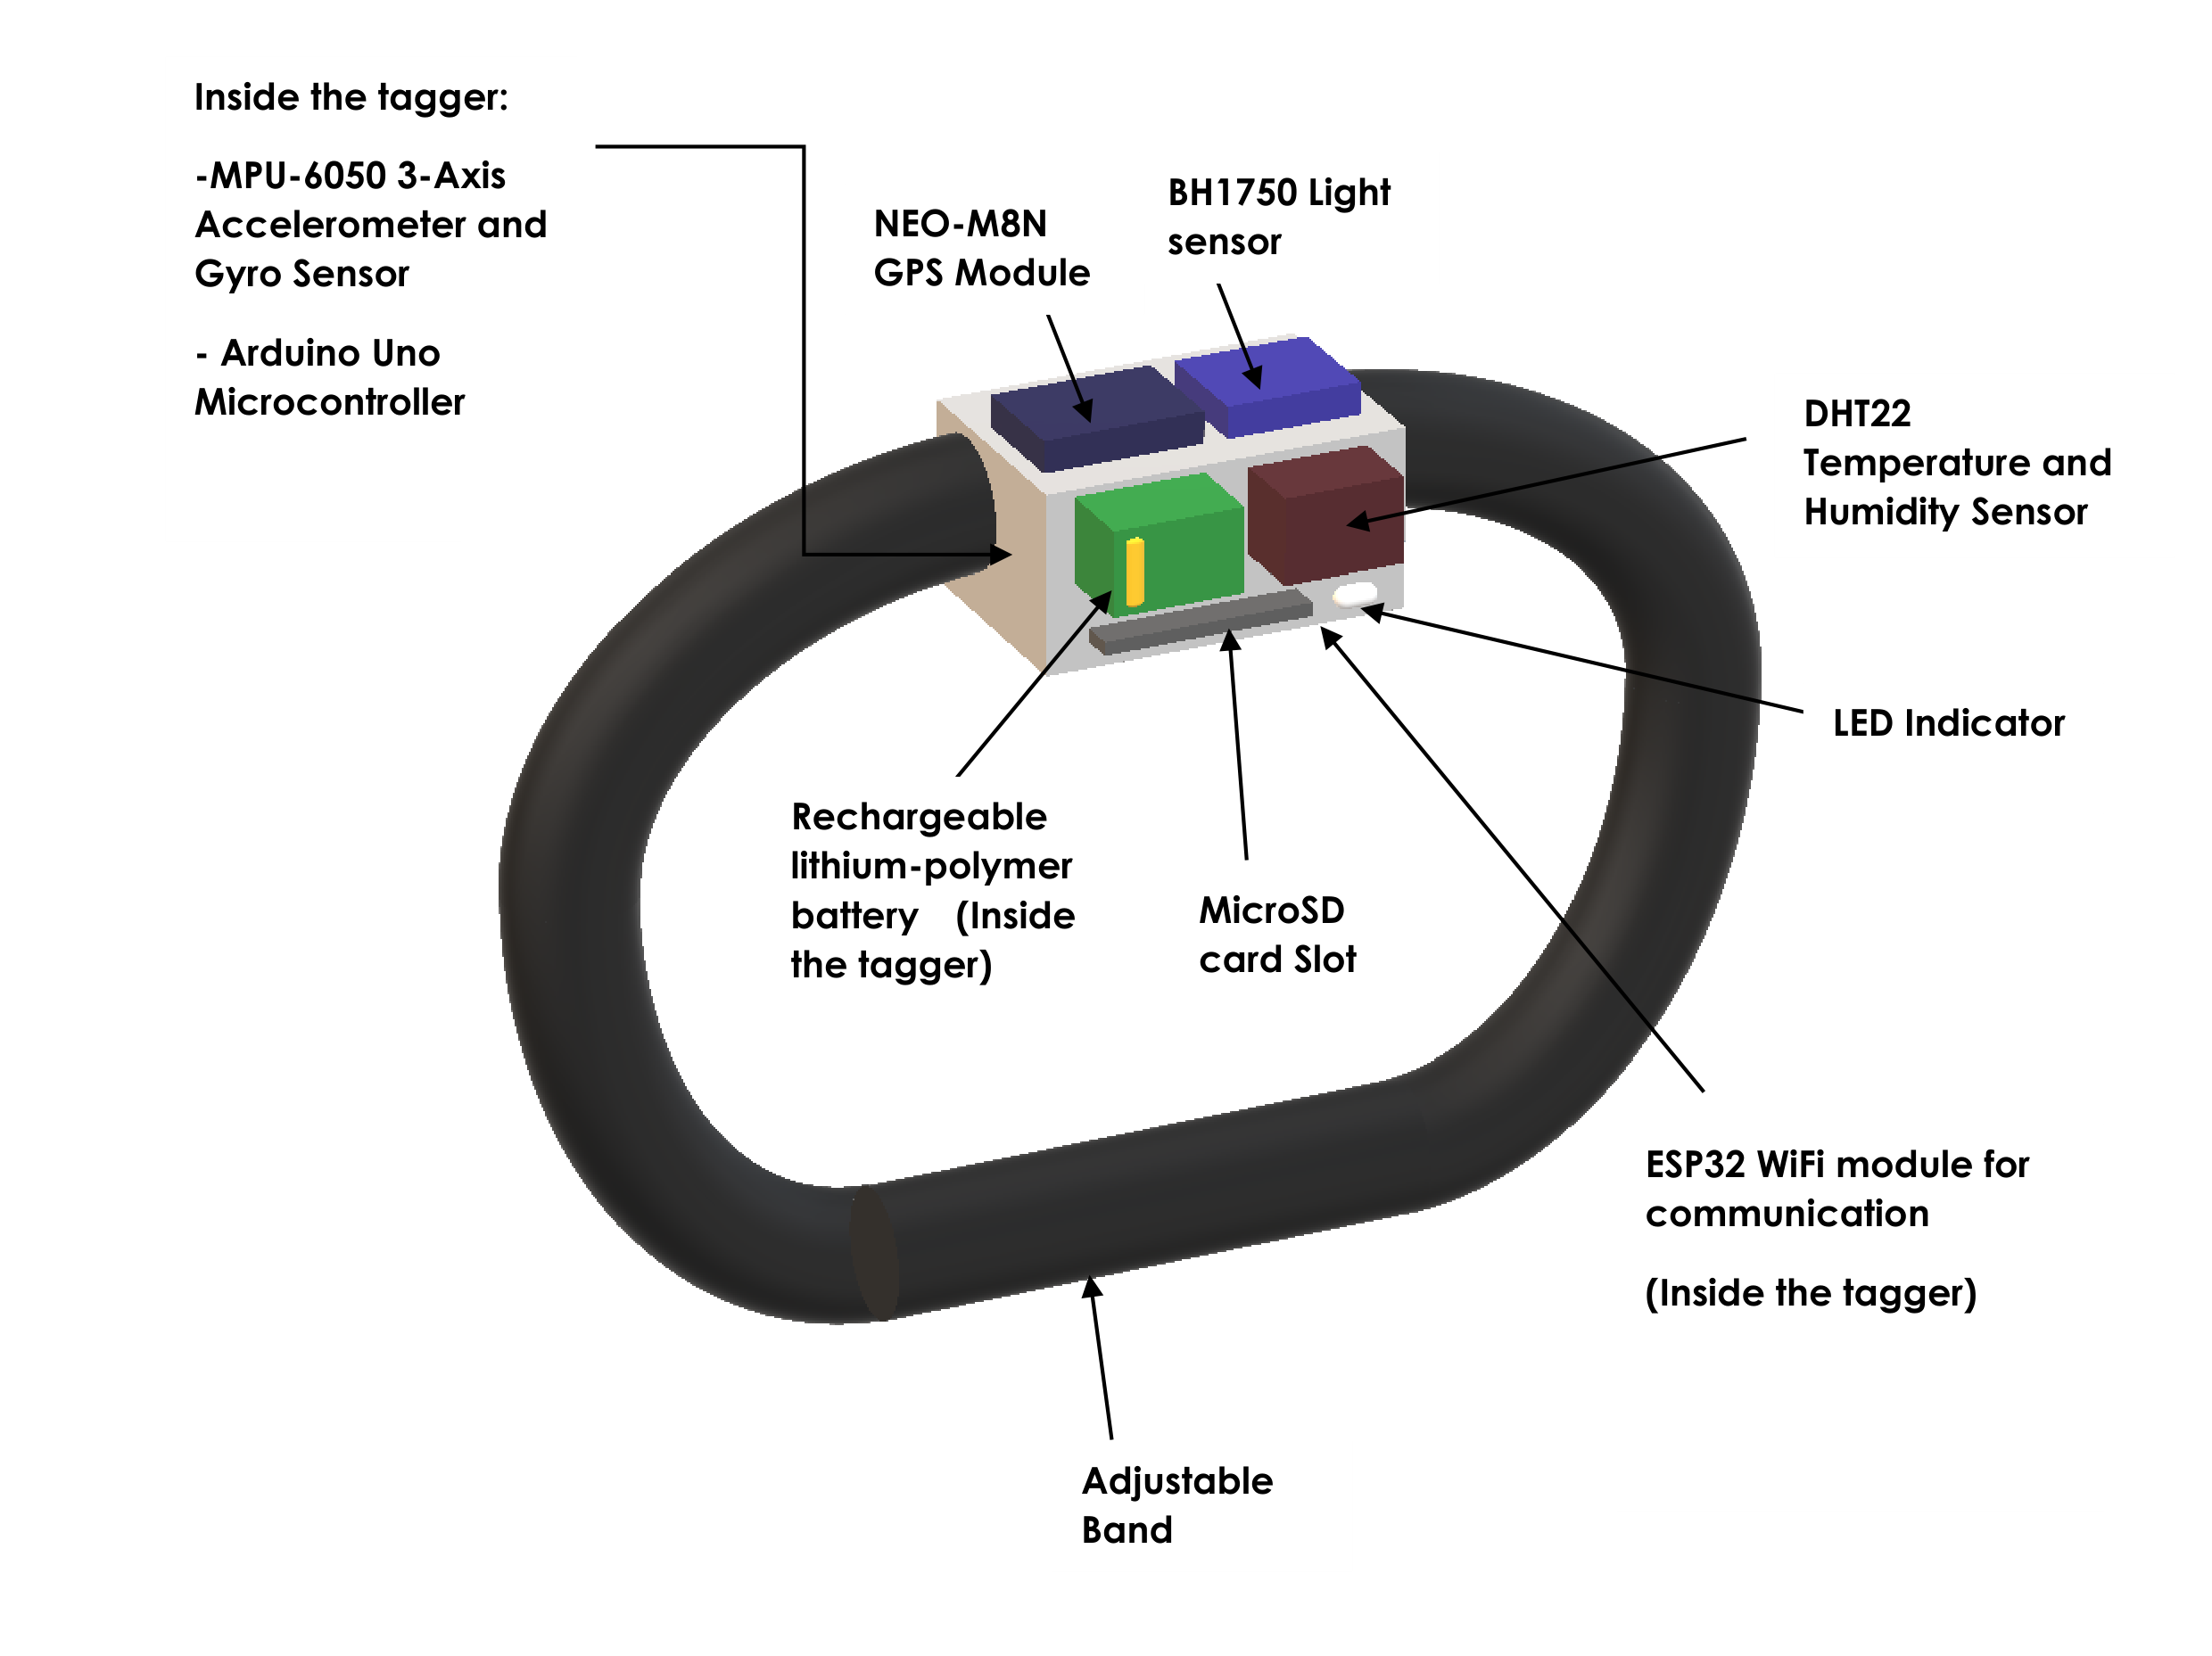 Inside the tagger:
-MPU-6050 3-Axis
Accelerometer and
Gyro Sensor
- Arduino Uno
Microcontroller
NEO-M8N
GPS Module
BH1750 Light
sensor
DHT22
Temperature and
Humidity Sensor
LED Indicator
Rechargeable
lithium-polymer
battery (Inside
the tagger)
MicroSD
card Slot
ESP32 WiFi module for
communication
(Inside the tagger)
Adjustable
Band